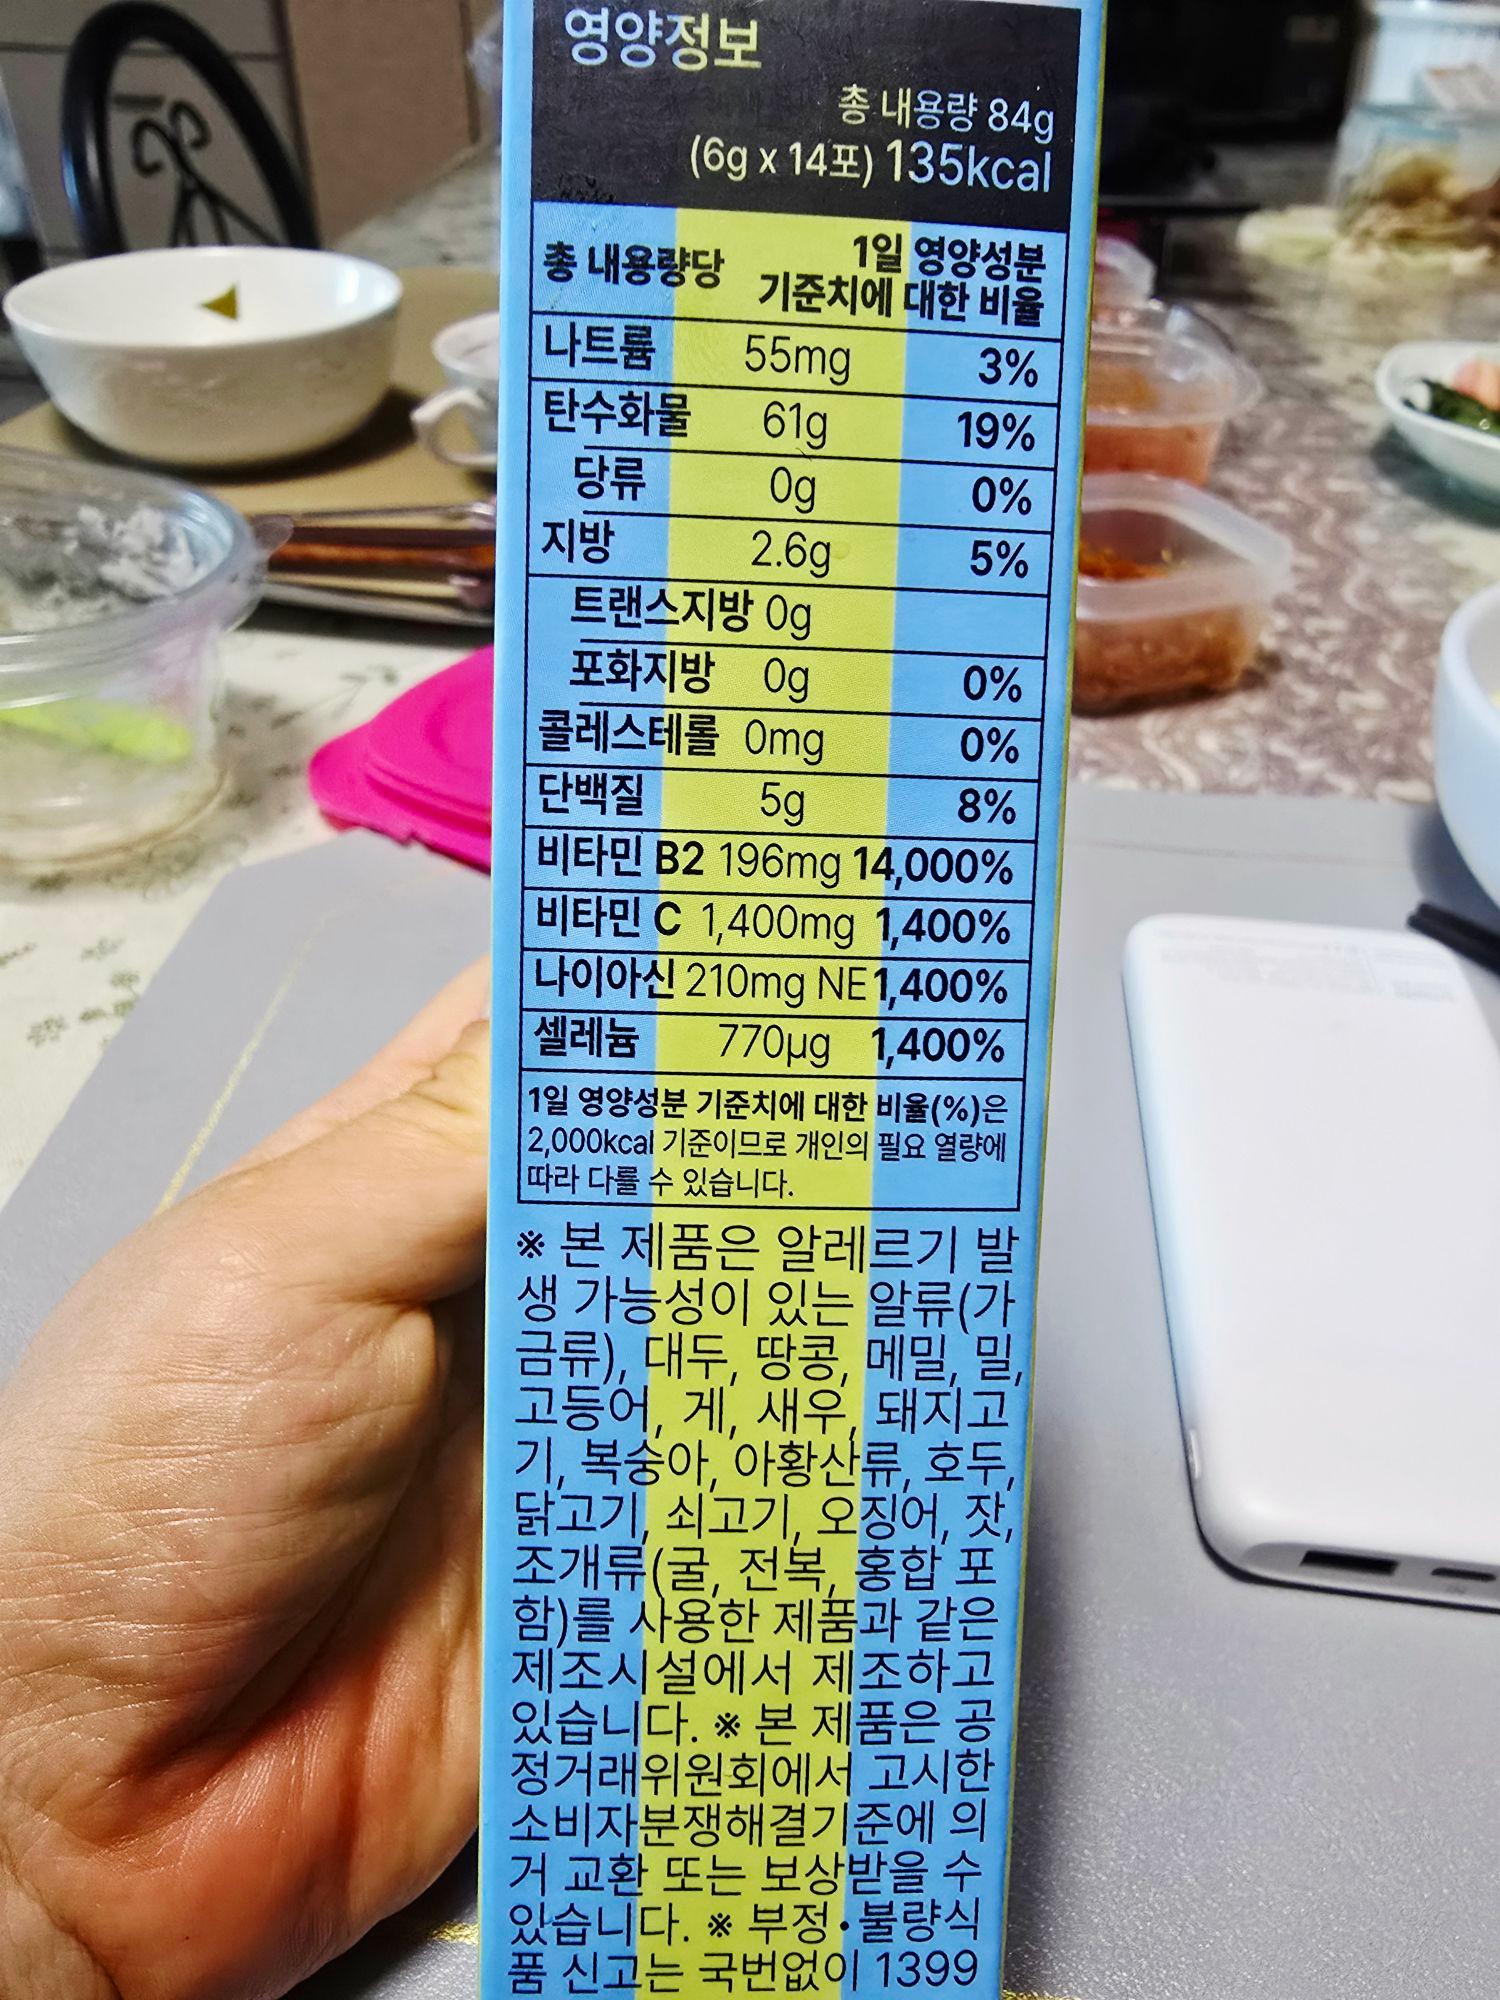 영양정보
총 내용량 84g
(6g x 14포) 135kcal
총 내용량당 1일 영양성분
기준치에 대한 비율
나트륨 55mg 3%
탄수화물 61g 19%
당류 0g 0%
지방 2.6g 5%
트랜스지방 0g
포화지방 0g 0%
콜레스테롤 0mg 0%
단백질 5g 8%
비타민 B2 196mg 14,000%
비타민 C 1,400mg 1,400%
나이아신 210mg NE 1,400%
셀레늄 770μg 1,400%
1일 영양성분 기준치에 대한 비율(%)은
2,000kcal 기준이므로 개인의 필요 열량에
따라 다를 수 있습니다.
※ 본 제품은 알레르기 발
생 가능성이 있는 알류(가
금류), 대두, 땅콩, 메밀, 밀,
고등어, 게, 새우, 돼지고
기, 복숭아, 아황산류, 호두,
닭고기, 쇠고기, 오징어, 잣,
조개류(굴, 전복, 홍합 포
함)를 사용한 제품과 같은
제조시설에서 제조하고
있습니다. ※ 본 제품은 공
정거래위원회에서 고시한
소비자분쟁해결기준에 의
거 교환 또는 보상받을 수
있습니다. ※ 부정·불량식
품 신고는 국번없이 1399